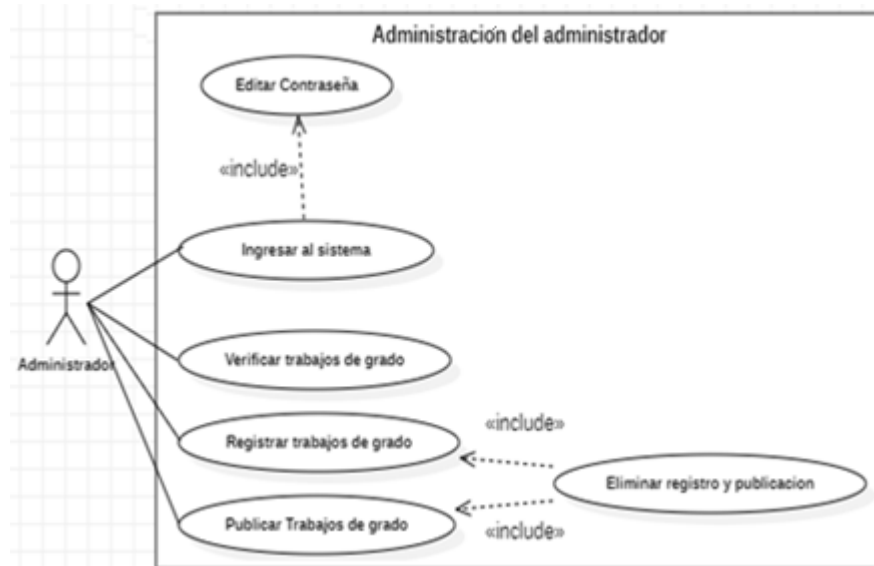 Administración del administrador
Editar Contraseña
«include»
Ingresar al sistema
Administrador
Verificar trabajos de grado
Registrar trabajos de grado
«include»
Eliminar registro y publicacion
Publicar Trabajos de grado
«include»